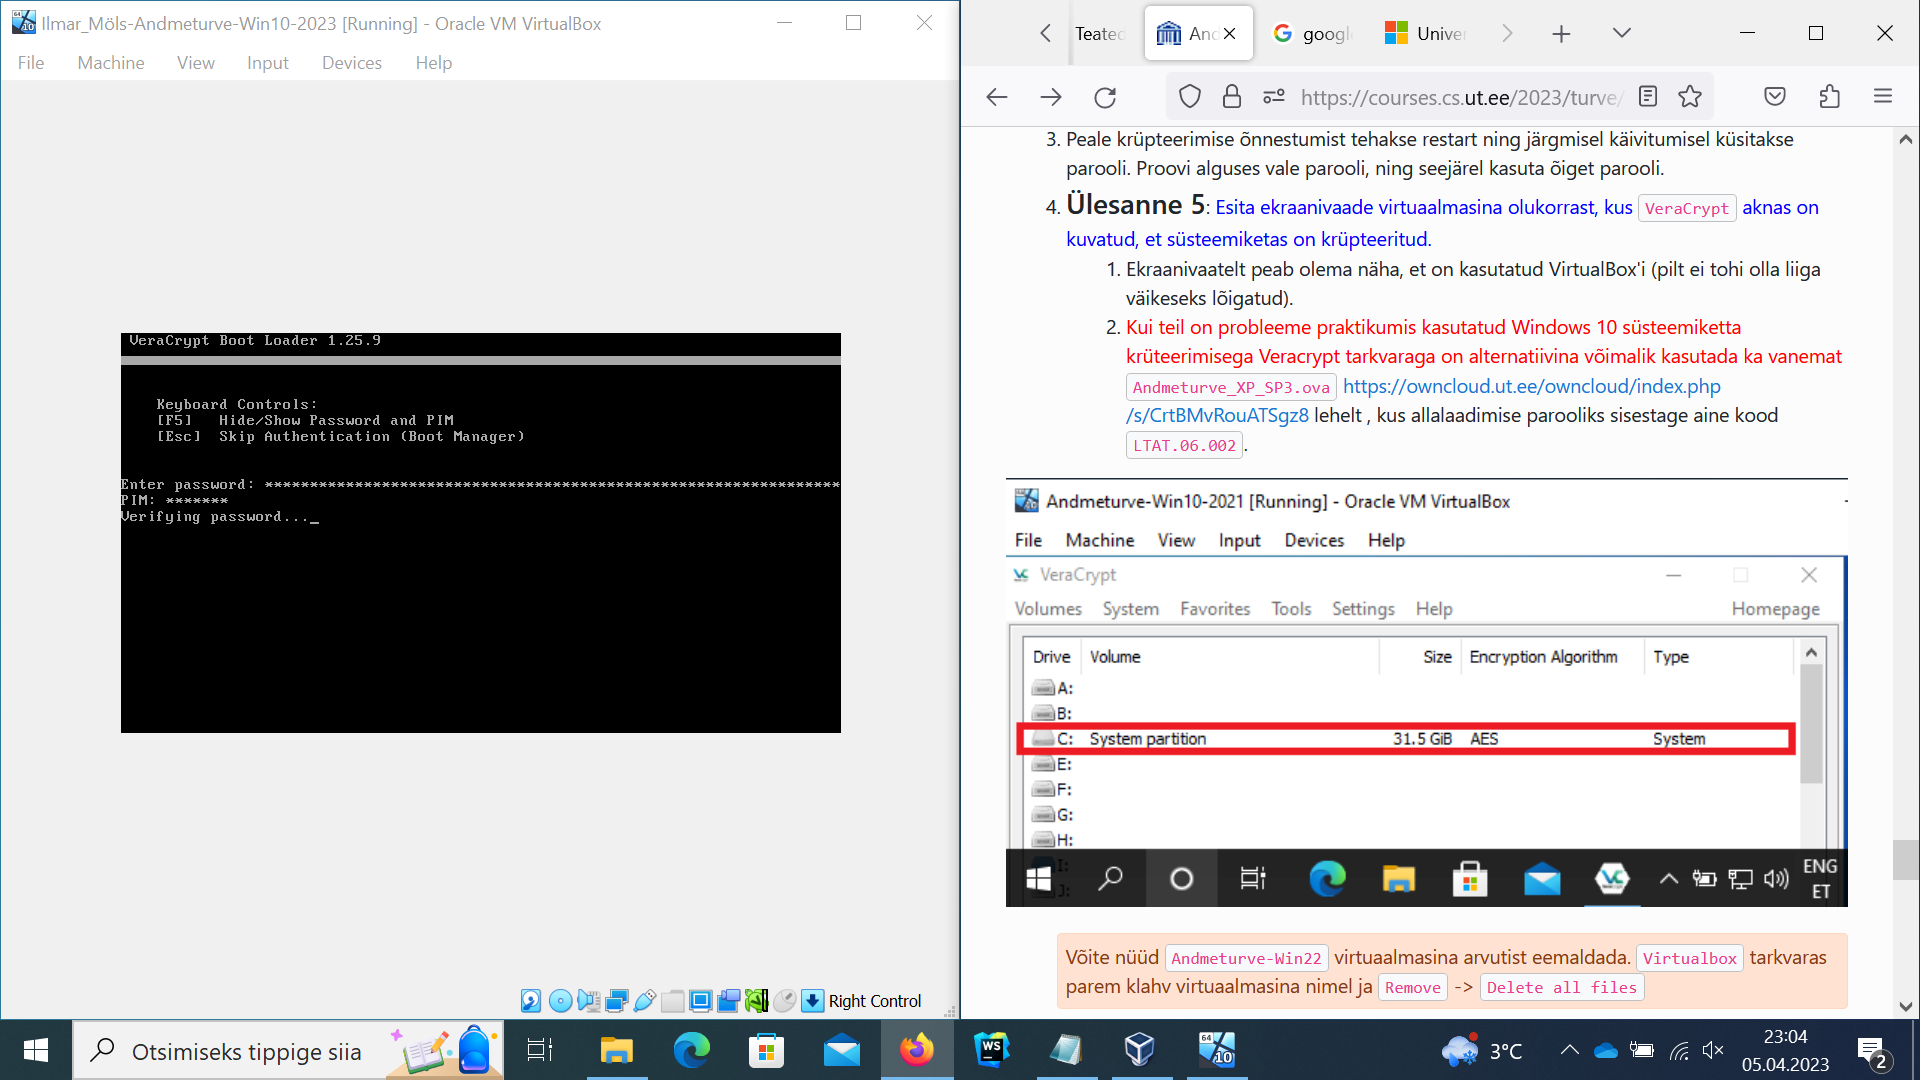 Ilmar_Möls-Andmeturve-Win10-2023 [Running] - Oracle VM VirtualBox
File Machine View Input Devices Help
VeraCrypt Boot Loader 1.25.9
Keyboard Controls:
[F5] Hide/Show Password and PIM
[Esc] Skip Authentication (Boot Manager)
Enter password: ****************************************************************
PIM: *******
Verifying password..._
Right Control
Teated
And
googl
Univer
https://courses.cs.ut.ee/2023/turve/
3. Peale krüpteerimise õnnestumist tehakse restart ning järgmisel käivitumisel küsitakse
parooli. Proovi alguses vale parooli, ning seejärel kasuta õiget parooli.
4. Ülesanne 5: Esita ekraanivaade virtuaalmasina olukorrast, kus VeraCrypt aknas on
kuvatud, et süsteemiketas on krüpteeritud.
1. Ekraanivaatelt peab olema näha, et on kasutatud VirtualBox'i (pilt ei tohi olla liiga
väikeseks lõigatud).
2. Kui teil on probleeme praktikumis kasutatud Windows 10 süsteemiketta
krüteerimisega Veracrypt tarkvaraga on alternatiivina võimalik kasutada ka vanemat
Andmeturve_XP_SP3.ova https://owncloud.ut.ee/owncloud/index.php
/s/CrtBMvRouATSgz8 lehelt , kus allalaadimise parooliks sisestage aine kood
LTAT.06.002.
Andmeturve-Win10-2021 [Running] - Oracle VM VirtualBox
File Machine View Input Devices Help
VeraCrypt
Volumes System Favorites Tools Settings Help Homepage
Drive Volume Size Encryption Algorithm Type
A:
B:
C: System partition 31.5 GiB AES System
E:
F:
G:
H:
I:
J:
ENG
ET
Võite nüüd Andmeturve-Win22 virtuaalmasina arvutist eemaldada. Virtualbox tarkvaras
parem klahv virtuaalmasina nimel ja Remove -> Delete all files
Otsimiseks tippige siia
WS
64
10
3°C
23:04
05.04.2023
2